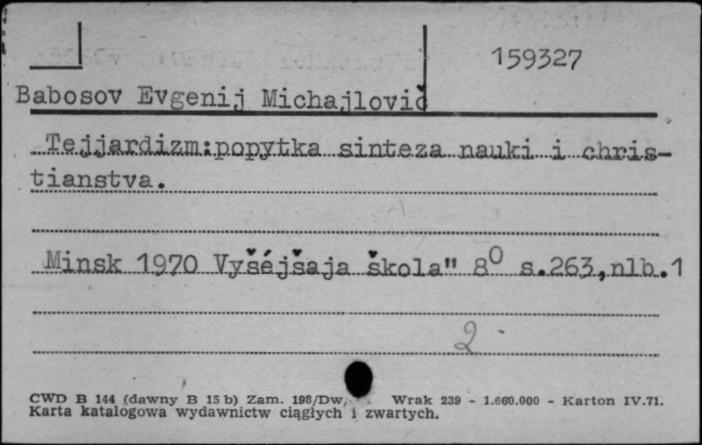 159327
Babosov Evgenij Michajlovič
Tejjardizm:popytka sinteza nauki i chris-
tianstva.
Minsk 1970 Vyšéjšaja škola" 8⁰ s.263,nlb.1
2
CWD B 144 (dawny B 15 b) Zam. 198/Dw, Wrak 239 - 1.660.000 - Karton IV.71.
Karta katalogowa wydawnictw ciągłych i zwartych.